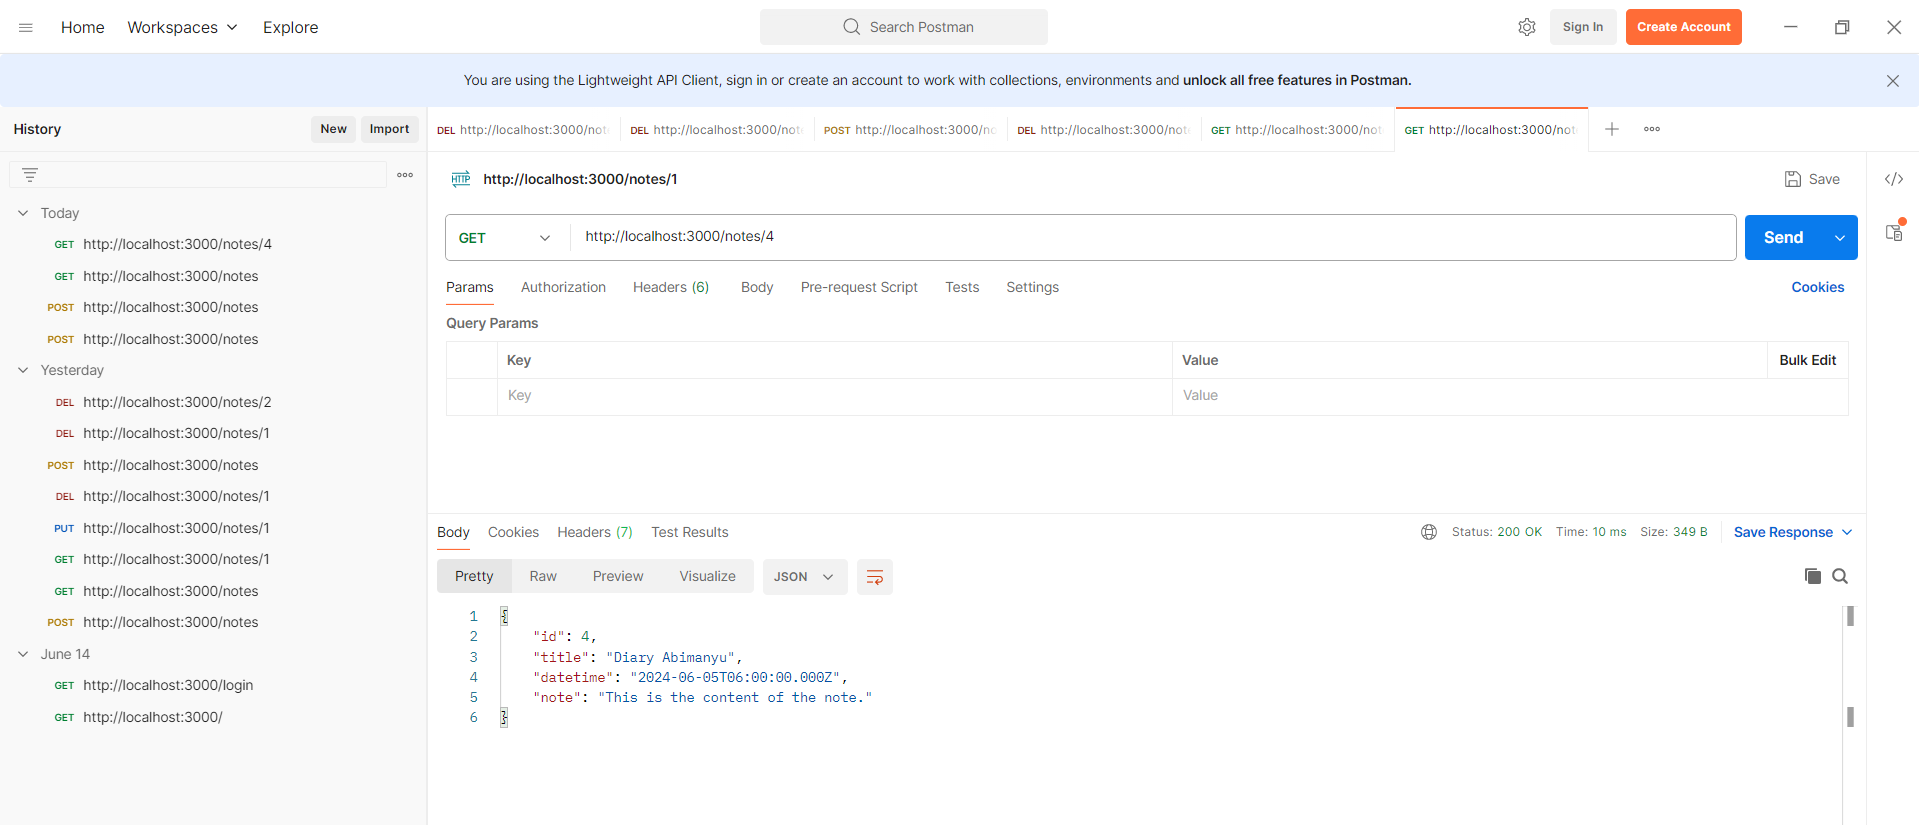 Home Workspaces Explore Search Postman Sign In Create Account
You are using the Lightweight API Client, sign in or create an account to work with collections, environments and unlock all free features in Postman.
History New Import
DEL http://localhost:3000/not DEL http://localhost:3000/not POST http://localhost:3000/no DEL http://localhost:3000/not GET http://localhost:3000/not GET http://localhost:3000/not
Today
GET http://localhost:3000/notes/4
GET http://localhost:3000/notes
POST http://localhost:3000/notes
POST http://localhost:3000/notes
Yesterday
DEL http://localhost:3000/notes/2
DEL http://localhost:3000/notes/1
POST http://localhost:3000/notes
DEL http://localhost:3000/notes/1
PUT http://localhost:3000/notes/1
GET http://localhost:3000/notes/1
GET http://localhost:3000/notes
POST http://localhost:3000/notes
June 14
GET http://localhost:3000/login
GET http://localhost:3000/
HTTP http://localhost:3000/notes/1 Save
GET http://localhost:3000/notes/4 Send
Params Authorization Headers (6) Body Pre-request Script Tests Settings Cookies
Query Params
Key Value Bulk Edit
Key Value
Body Cookies Headers (7) Test Results Status: 200 OK Time: 10 ms Size: 349 B Save Response
Pretty Raw Preview Visualize JSON
1 {
2 "id": 4,
3 "title": "Diary Abimanyu",
4 "datetime": "2024-06-05T06:00:00.000Z",
5 "note": "This is the content of the note."
6 }